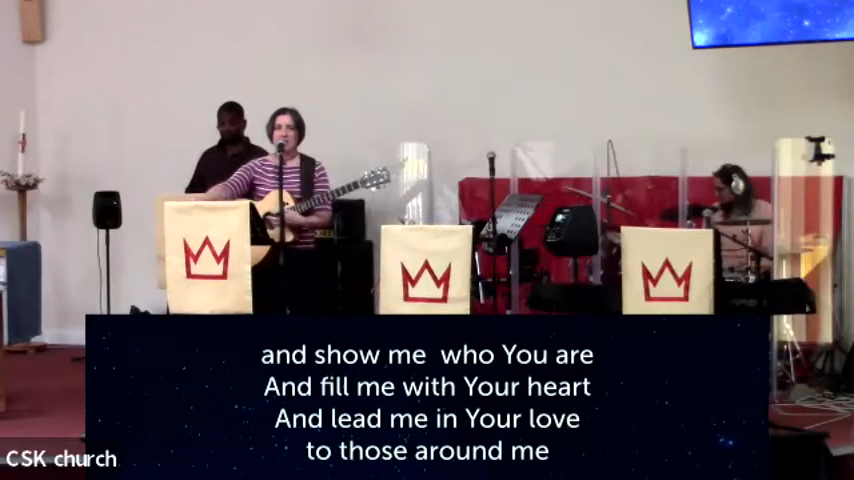 and show me who You are
And fill me with Your heart
And lead me in Your love
to those around me
CSK church